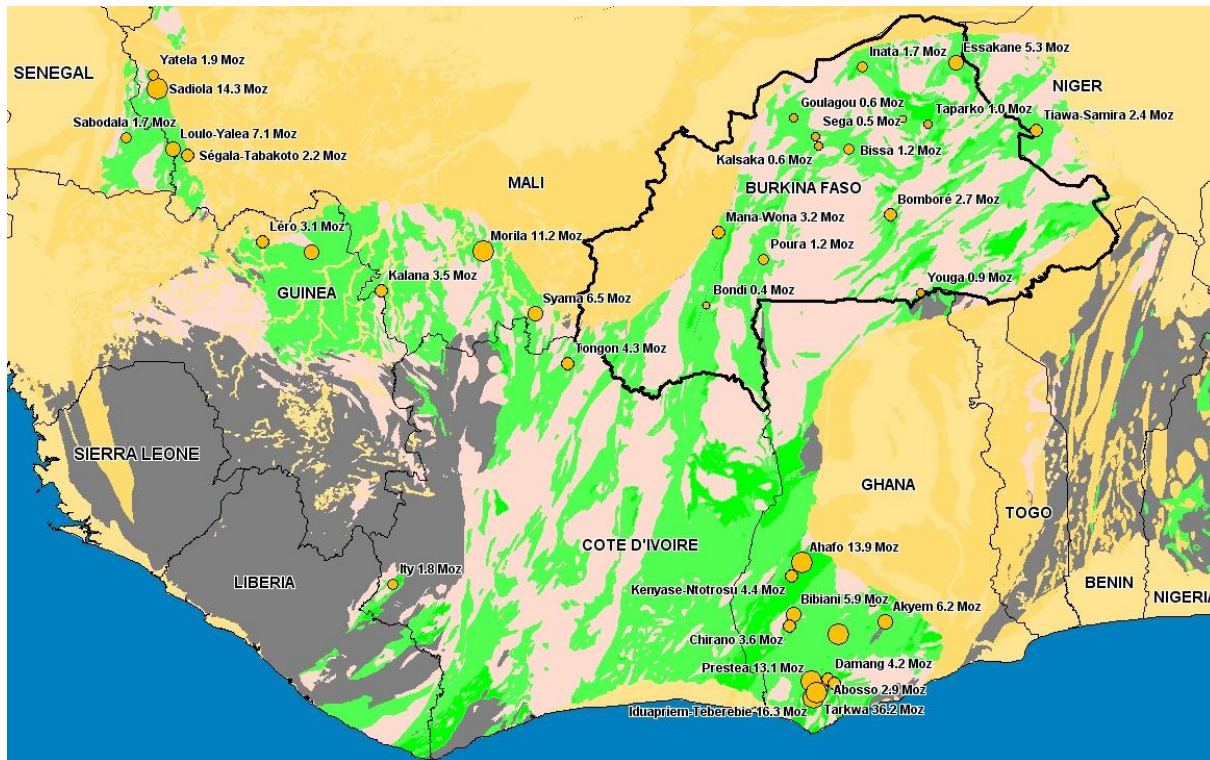 Yatela 1.9 Moz
SENEGAL
Sadiola 14.3 Moz
Sabodala 1.7 Moz
Loulo-Yalea 7.1 Moz
Ségala-Tabakoto 2.2 Moz
Inata 1.7 Moz
Essakane 5.3 Moz
NIGER
Goulagou 0.6 Moz
Taparko 1.0 Moz
Sega 0.5 Moz
Tiawa-Samira 2.4 Moz
Kalsaka 0.6 Moz
Bissa 1.2 Moz
MALI
BURKINA FASO
Bomboré 2.7 Moz
Mana-Wona 3.2 Moz
Léro 3.1 Moz
Morila 11.2 Moz
Poura 1.2 Moz
Kalana 3.5 Moz
Youga 0.9 Moz
GUINEA
Syama 6.5 Moz
Bondi 0.4 Moz
Tongon 4.3 Moz
SIERRA LEONE
GHANA
TOGO
COTE D'IVOIRE
Ahafo 13.9 Moz
Ity 1.8 Moz
LIBERIA
BENIN
Kenyase-Ntotrosu 4.4 Moz
NIGERIA
Bibiani 5.9 Moz
Akyem 6.2 Moz
Chirano 3.6 Moz
Prestea 13.1 Moz
Damang 4.2 Moz
Abosso 2.9 Moz
Iduapriem-Teberebie 16.3 Moz
Tarkwa 36.2 Moz